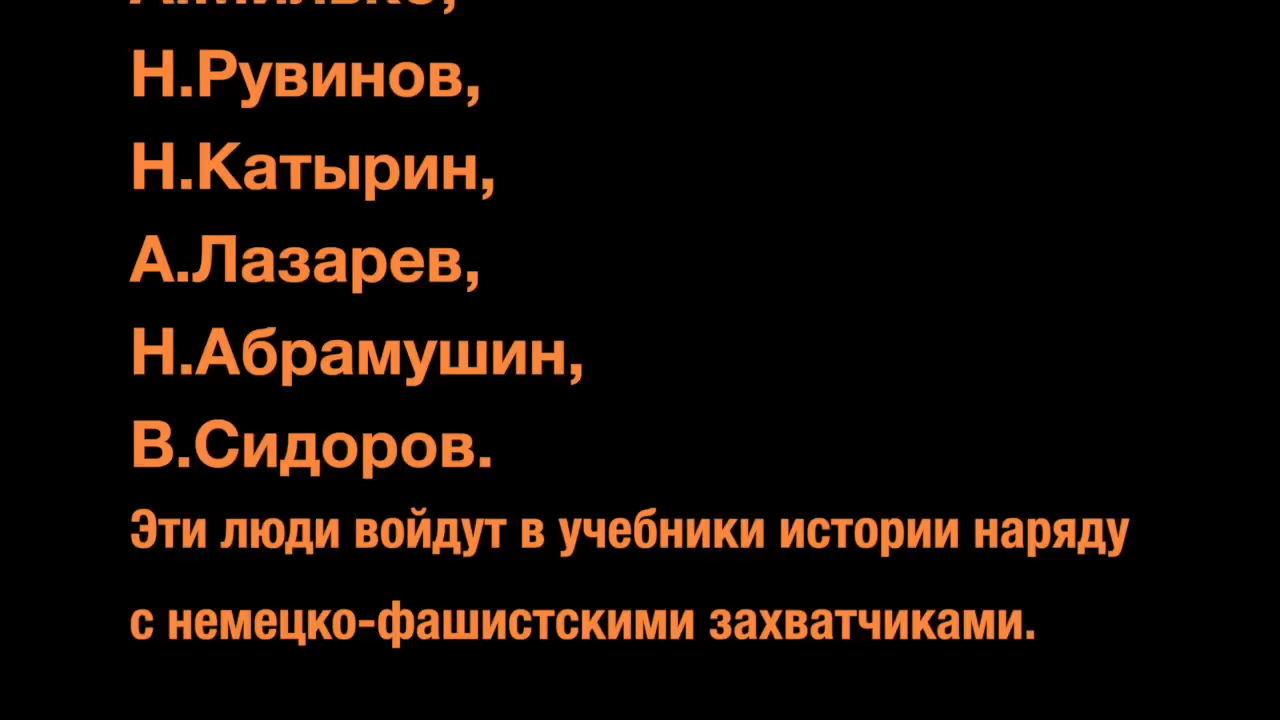 Н.Рувинов,
Н.Катырин,
А.Лазарев,
Н.Абрамушин,
В.Сидоров.
Эти люди войдут в учебники истории наряду
с немецко-фашистскими захватчиками.